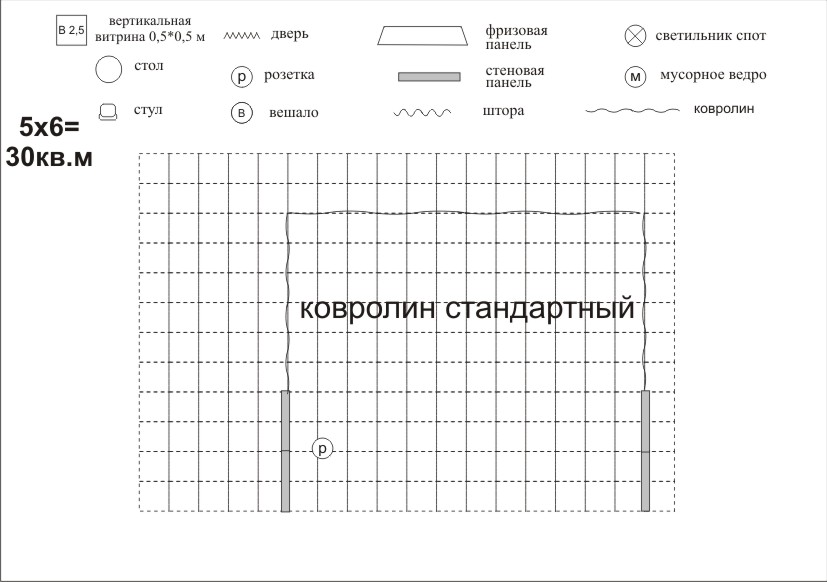 В 2,5
вертикальная
витрина 0,5*0,5 м
дверь
фризовая
панель
светильник спот
стол
р
розетка
стеновая
панель
м
мусорное ведро
стул
в
вешало
штора
ковролин
5х6=
30кв.м
ковролин стандартный
р